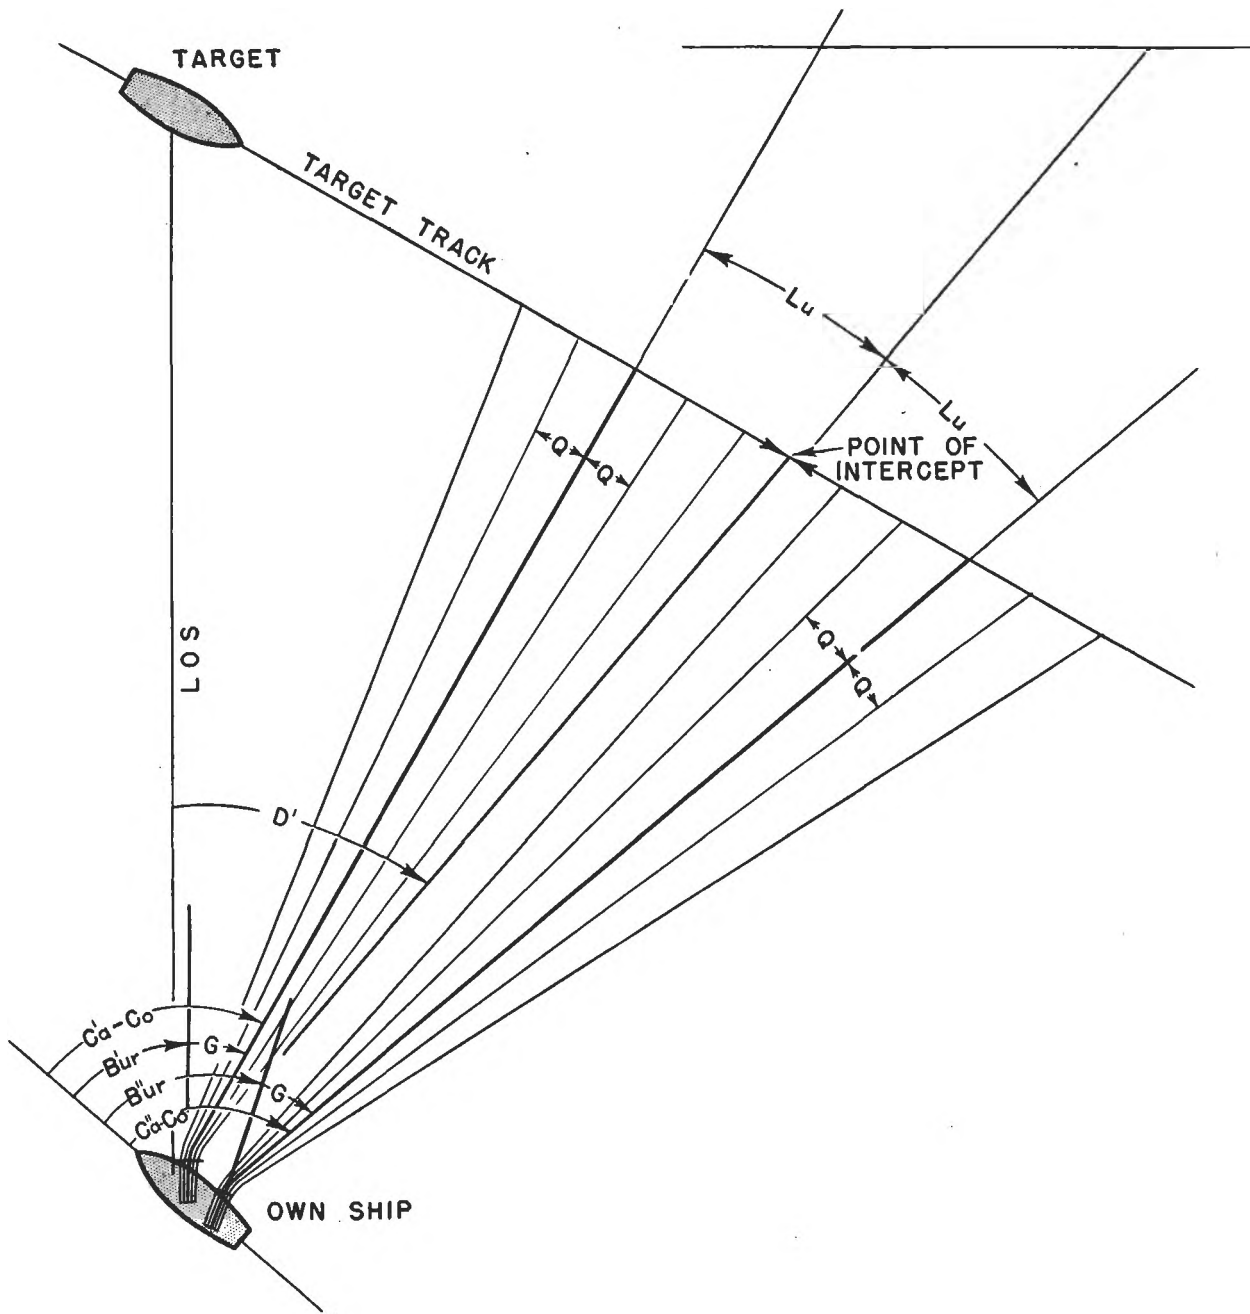 TARGET
TARGET TRACK
Lu
Lu
Q
Q
POINT OF
INTERCEPT
LOS
Q
Q
D'
C'a-Co
B'ur
G
B"ur
G
C"a-Co
OWN SHIP